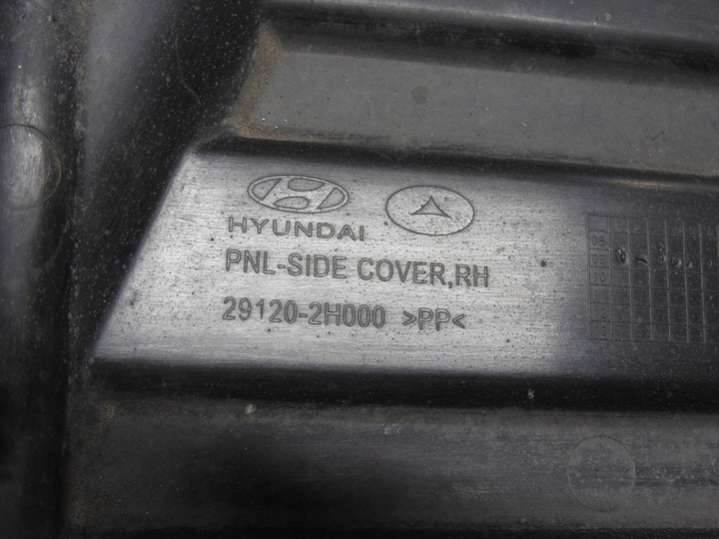 HYUNDAI
PNL-SIDE COVER,RH
29120-2H000 >PP<